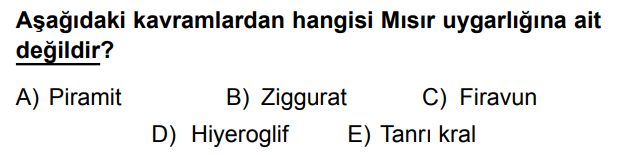 Aşağıdaki kavramlardan hangisi Mısır uygarlığına ait
değildir?
A) Piramit B) Ziggurat C) Firavun
D) Hiyeroglif E) Tanrı kral